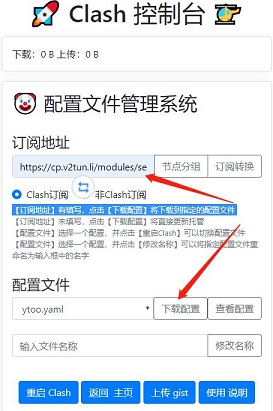 Clash 控制台
下载：0 B 上传：0 B
配置文件管理系统
订阅地址
https://cp.v2tun.li/modules/se 节点分组 订阅转换
Clash订阅 非Clash订阅
【订阅地址】有填写，点击【下载配置】将下载到指定的配置文件
【订阅地址】未填写，点击【下载配置】将直接更新托管
【配置文件】选择一个配置，并点击【重启Clash】可以切换配置文件
【配置文件】选择一个配置，并点击【修改名称】可以将指定配置文件重
命名为输入框中的名字
配置文件
ytoo.yaml 下载配置 查看配置
输入文件名称 修改名称
重启 Clash 返回 主页 上传 gist 使用 说明